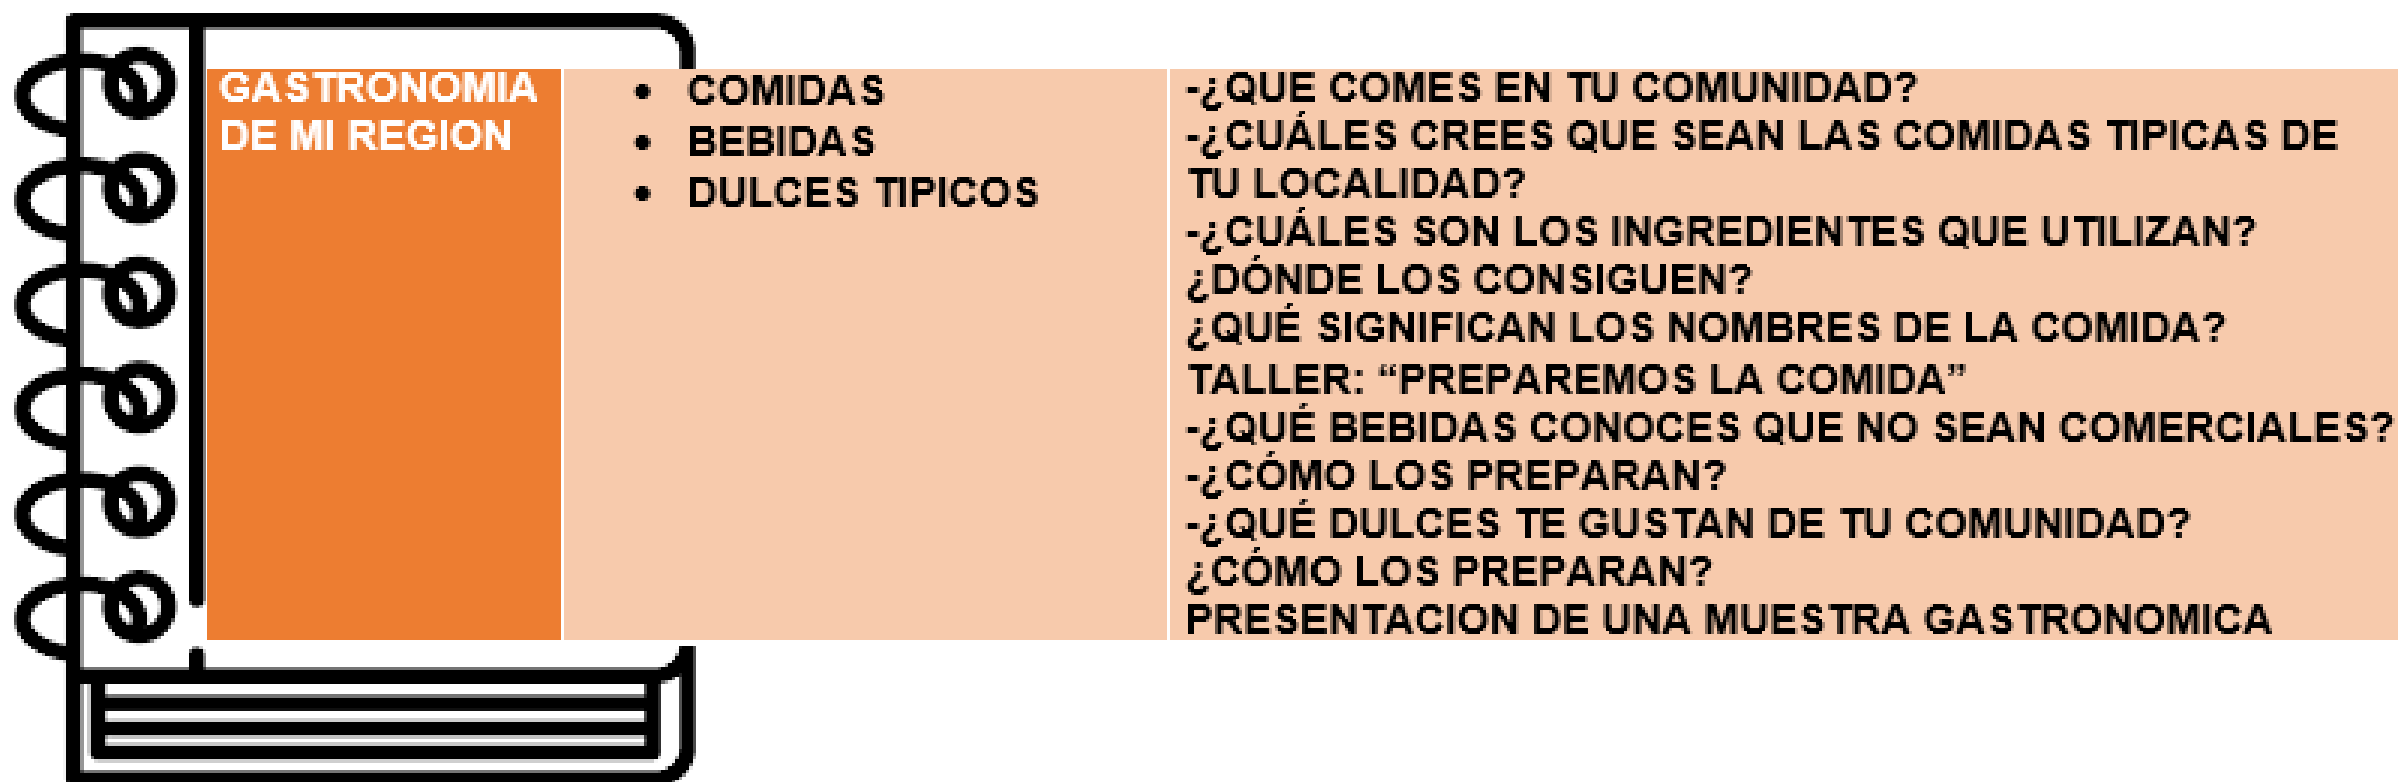 GASTRONOMIA
DE MI REGION
• COMIDAS
• BEBIDAS
• DULCES TIPICOS
-¿QUE COMES EN TU COMUNIDAD?
-¿CUÁLES CREES QUE SEAN LAS COMIDAS TIPICAS DE
TU LOCALIDAD?
-¿CUÁLES SON LOS INGREDIENTES QUE UTILIZAN?
¿DÓNDE LOS CONSIGUEN?
¿QUÉ SIGNIFICAN LOS NOMBRES DE LA COMIDA?
TALLER: “PREPAREMOS LA COMIDA”
-¿QUÉ BEBIDAS CONOCES QUE NO SEAN COMERCIALES?
-¿CÓMO LOS PREPARAN?
-¿QUÉ DULCES TE GUSTAN DE TU COMUNIDAD?
¿CÓMO LOS PREPARAN?
PRESENTACION DE UNA MUESTRA GASTRONOMICA